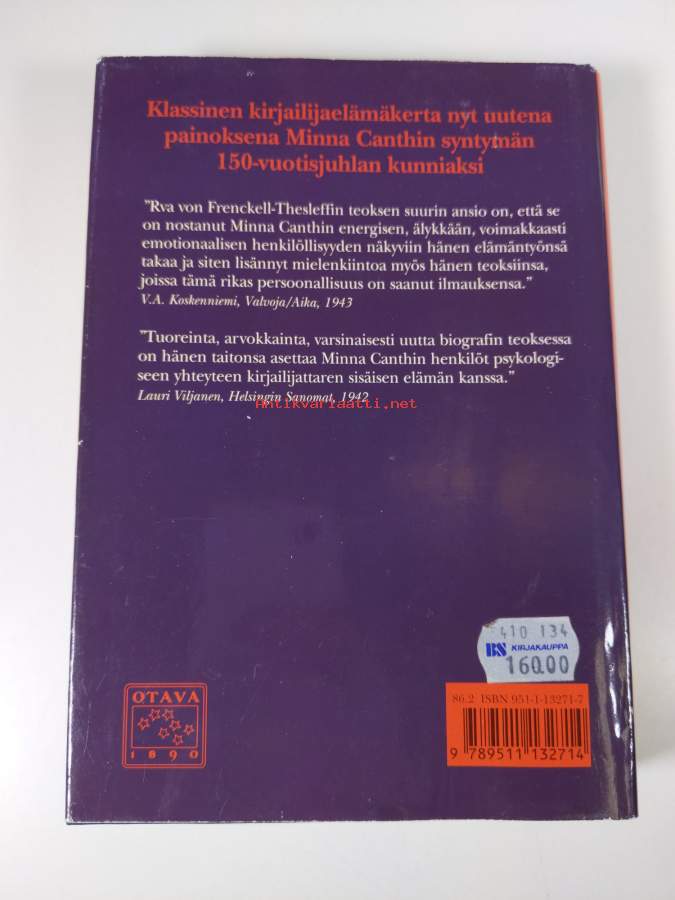 Klassinen kirjailijaelämäkerta nyt uutena
painoksena Minna Canthin syntymän
150-vuotisjuhlan kunniaksi
”Rva von Frenckell-Thesleffin teoksen suurin ansio on, että se
on nostanut Minna Canthin energisen, älykkään, voimakkaasti
emotionaalisen henkilöllisyyden näkyviin hänen elämäntyönsä
takaa ja siten lisännyt mielenkiintoa myös hänen teoksiinsa,
joissa tämä rikas persoonallisuus on saanut ilmauksensa.”
V.A. Koskenniemi, Valvoja/Aika, 1943
”Tuoreinta, arvokkainta, varsinaisesti uutta biografin teoksessa
on hänen taitonsa asettaa Minna Canthin henkilöt psykologi-
seen yhteyteen kirjailijattaren sisäisen elämän kanssa.”
Lauri Viljanen, Helsingin Sanomat, 1942
Antikvariaatti.net
410 134
BS KIRJAKAUPPA
160.00
86.2 ISBN 951-1-13271-7
9 789511 132714
OTAVA
1890